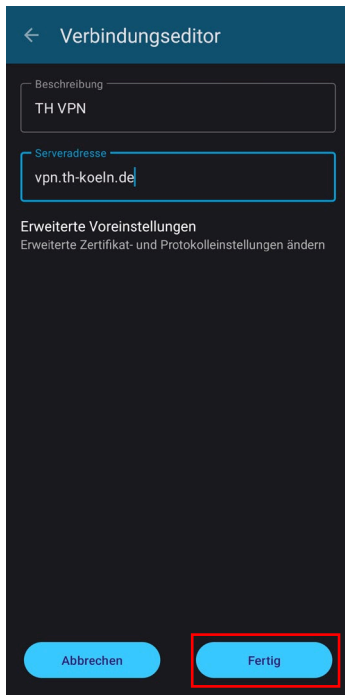 Verbindungseditor
Beschreibung
TH VPN
Serveradresse
vpn.th-koeln.de
Erweiterte Voreinstellungen
Erweiterte Zertifikat- und Protokolleinstellungen ändern
Abbrechen Fertig